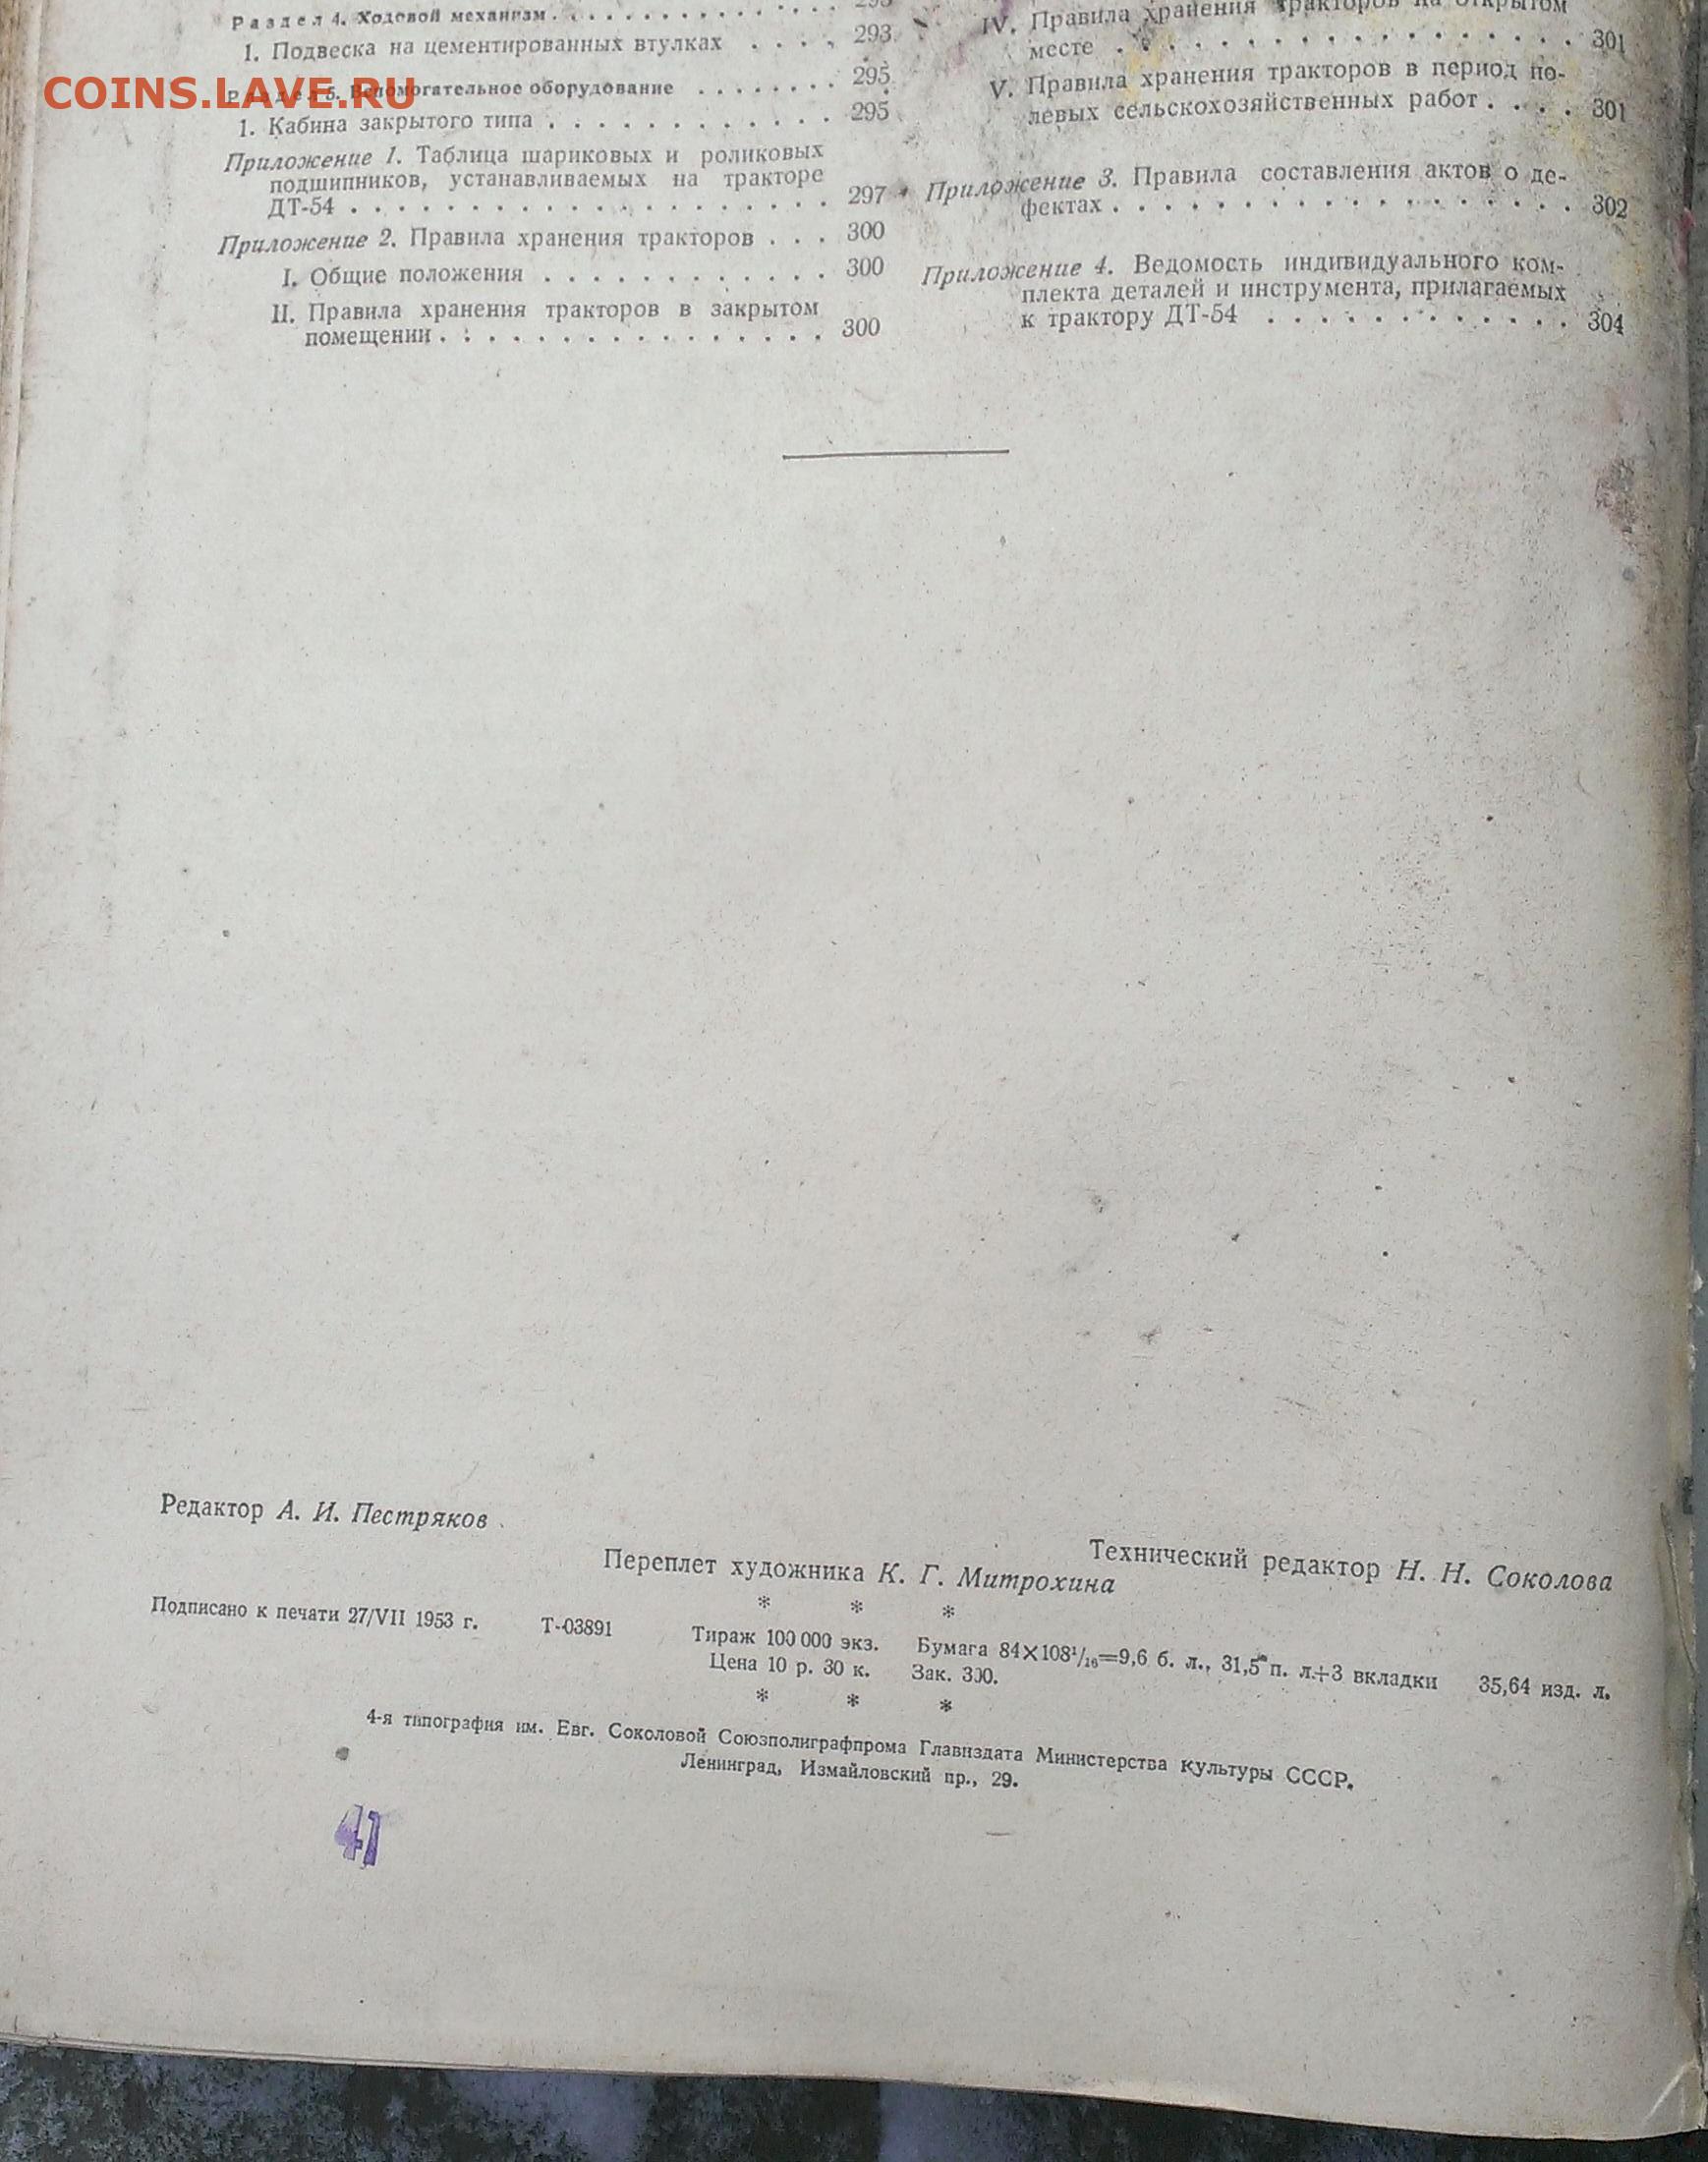 COINS.LAVE.RU
Раздел 4. Ходовой механизм . . . . . . . . . . . . . 293
1. Подвеска на цементированных втулках . . . . 293
Раздел 5. Вспомогательное оборудование . . . . . . . . 295
1. Кабина закрытого типа . . . . . . . . . . . . 295
Приложение 1. Таблица шариковых и роликовых
подшипников, устанавливаемых на тракторе
ДТ-54 . . . . . . . . . . . . . . . . . . . 297
Приложение 2. Правила хранения тракторов . . . 300
I. Общие положения . . . . . . . . . . . . 300
II. Правила хранения тракторов в закрытом
помещении . . . . . . . . . . . . . . . 300
IV. Правила хранения тракторов на открытом
месте . . . . . . . . . . . . . . . . . . 301
V. Правила хранения тракторов в период по-
левых сельскохозяйственных работ . . . . 301
Приложение 3. Правила составления актов о де-
фектах . . . . . . . . . . . . . . . . . . 302
Приложение 4. Ведомость индивидуального ком-
плекта деталей и инструмента, прилагаемых
к трактору ДТ-54 . . . . . . . . . . . . 304
Редактор А. И. Пестряков
Технический редактор Н. Н. Соколова
Переплет художника К. Г. Митрохина
* * *
Подписано к печати 27/VII 1953 г. Т-03891 Тираж 100 000 экз. Бумага 84×108¹/₁₆=9,6 б. л., 31,5 п. л.+3 вкладки 35,64 изд. л.
Цена 10 р. 30 к. Зак. 300.
* * *
4-я типография им. Евг. Соколовой Союзполиграфпрома Главиздата Министерства культуры СССР.
Ленинград, Измайловский пр., 29.
41